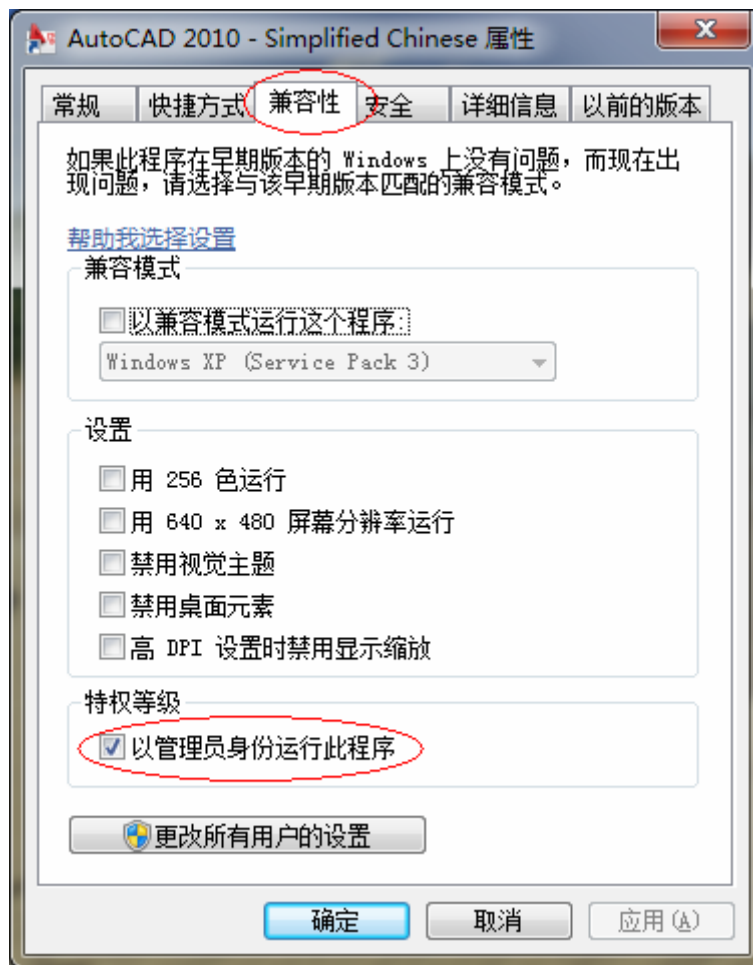 AutoCAD 2010 - Simplified Chinese 属性
常规 快捷方式 兼容性 安全 详细信息 以前的版本
如果此程序在早期版本的 Windows 上没有问题，而现在出
现问题，请选择与该早期版本匹配的兼容模式。
帮助我选择设置
兼容模式
以兼容模式运行这个程序:
Windows XP (Service Pack 3)
设置
用 256 色运行
用 640 x 480 屏幕分辨率运行
禁用视觉主题
禁用桌面元素
高 DPI 设置时禁用显示缩放
特权等级
以管理员身份运行此程序
更改所有用户的设置
确定 取消 应用(A)